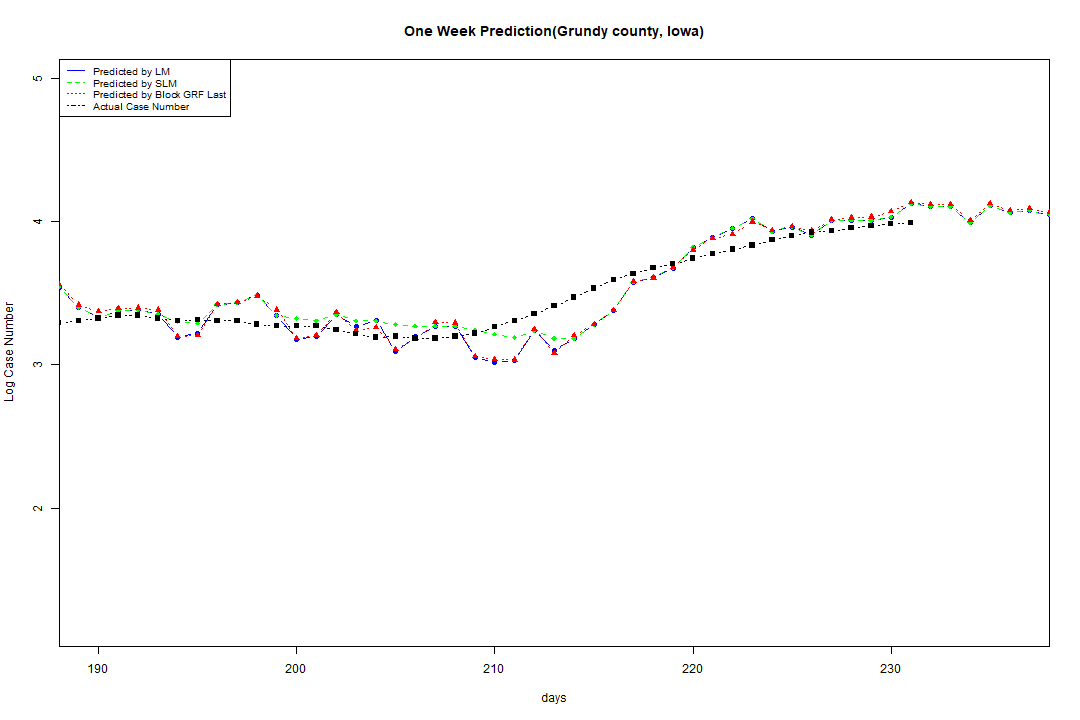 One Week Prediction(Grundy county, Iowa)
Predicted by LM
Predicted by SLM
Predicted by Block GRF Last
Actual Case Number
5
4
3
2
Log Case Number
190 200 210 220 230
days